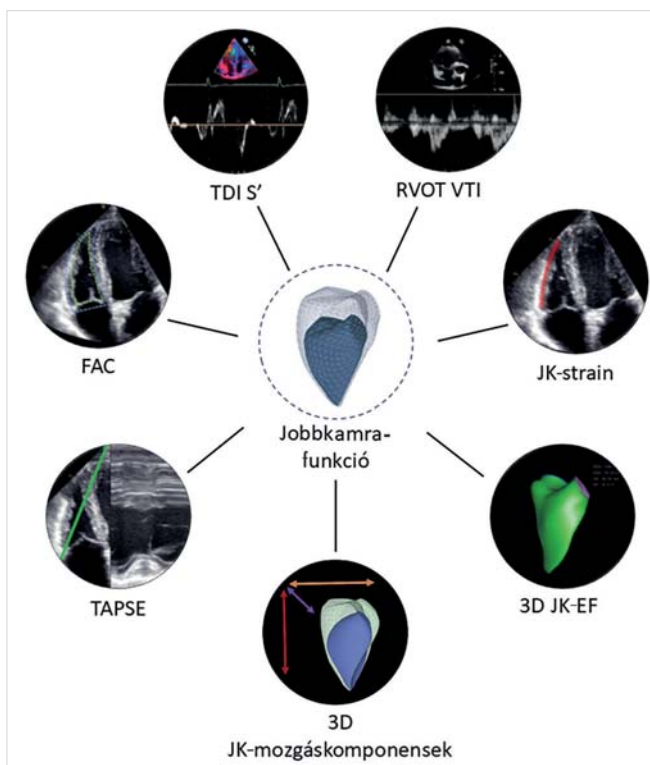 TDI S’
RVOT VTI
FAC
JK-strain
Jobbkamra-
funkció
TAPSE
3D JK-EF
3D
JK-mozgáskomponensek